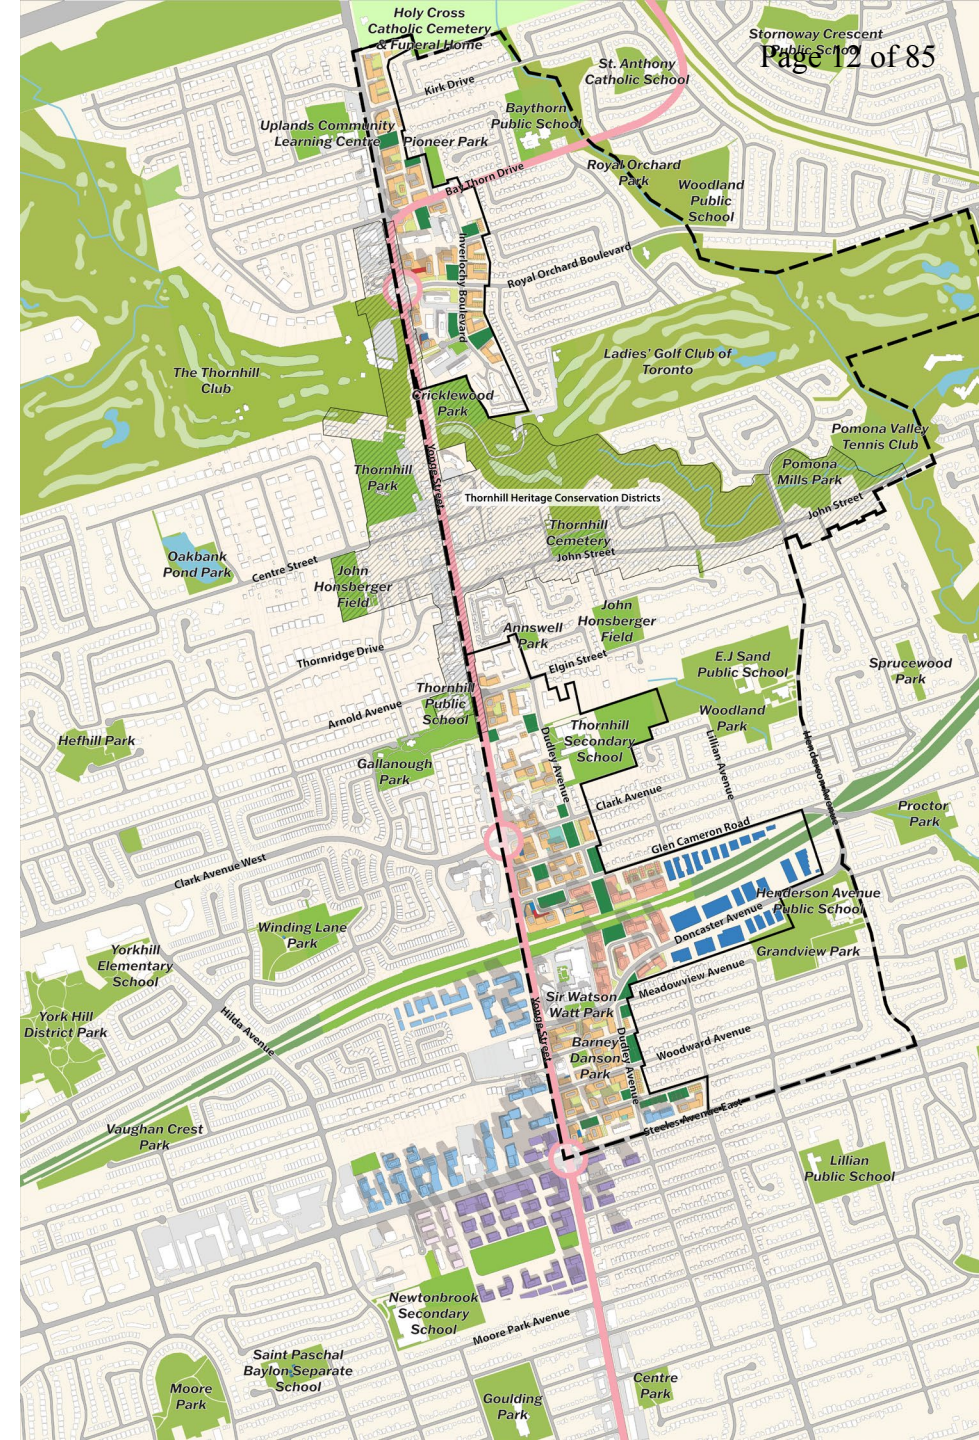 Holy Cross
Catholic Cemetery
& Funeral Home
Stornoway Crescent
Public School
Page 12 of 85
St. Anthony
Catholic School
Kirk Drive
Baythorn
Public School
Uplands Community
Learning Centre
Pioneer Park
Bay Thorn Drive
Royal Orchard
Park
Woodland
Public
School
Inverlochy Boulevard
Royal Orchard Boulevard
The Thornhill
Club
Ladies' Golf Club of
Toronto
Cricklewood
Park
Pomona Valley
Tennis Club
Yonge Street
Thornhill
Park
Pomona
Mills Park
Thornhill Heritage Conservation Districts
John Street
Thornhill
Cemetery
John Street
Oakbank
Pond Park
Centre Street
John
Honsberger
Field
John
Honsberger
Field
Annswell
Park
Thornridge Drive
Elgin Street
E.J Sand
Public School
Sprucewood
Park
Thornhill
Public
School
Arnold Avenue
Woodland
Park
Thornhill
Secondary
School
Hefhill Park
Dudley Avenue
Lillian Avenue
Henderson Avenue
Gallanough
Park
Clark Avenue
Proctor
Park
Glen Cameron Road
Clark Avenue West
Henderson Avenue
Public School
Doncaster Avenue
Winding Lane
Park
Grandview Park
Yorkhill
Elementary
School
Meadowview Avenue
Sir Watson
Watt Park
York Hill
District Park
Hilda Avenue
Yonge Street
Woodward Avenue
Barney
Danson
Park
Dudley Avenue
Steeles Avenue East
Vaughan Crest
Park
Lillian
Public School
Newtonbrook
Secondary
School
Moore Park Avenue
Saint Paschal
Baylon Separate
School
Moore
Park
Goulding
Park
Centre
Park